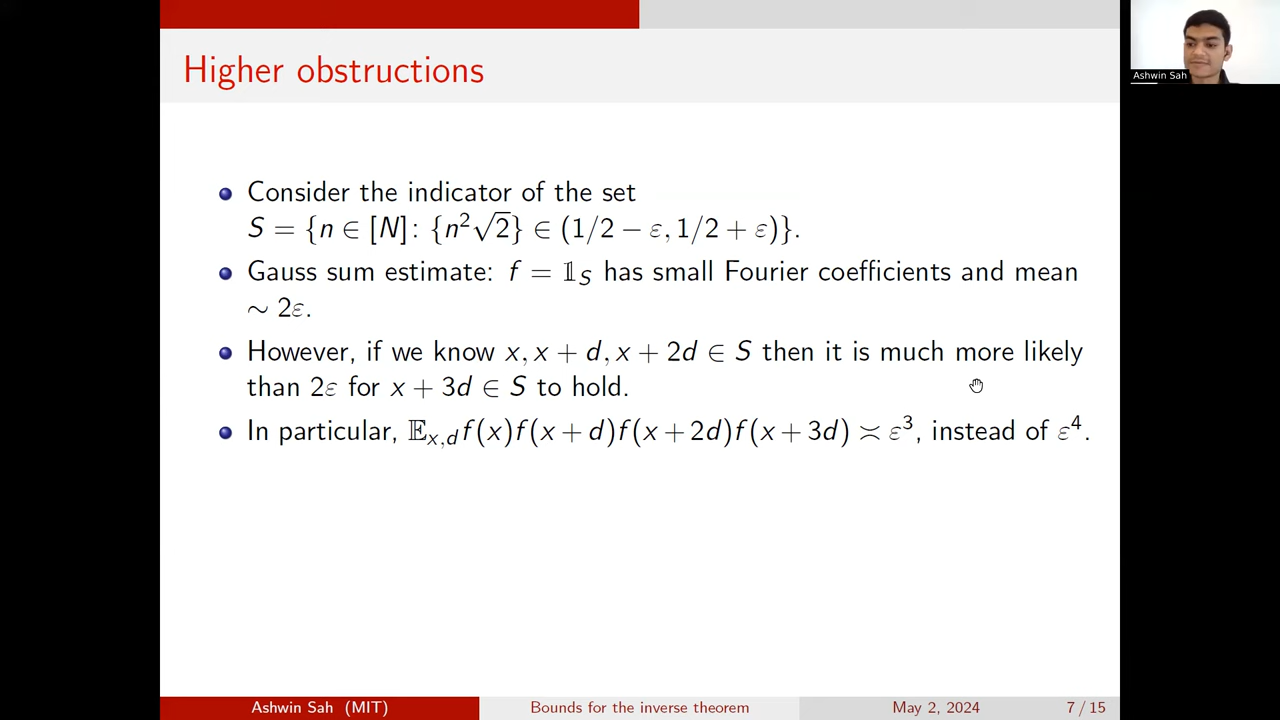 Higher obstructions
Ashwin Sah
Consider the indicator of the set
S = {n ∈ [N]: {n²√2} ∈ (1/2 − ε, 1/2 + ε)}.
Gauss sum estimate: f = 𝟙_S has small Fourier coefficients and mean
∼ 2ε.
However, if we know x, x + d, x + 2d ∈ S then it is much more likely
than 2ε for x + 3d ∈ S to hold.
In particular, 𝔼_{x,d} f(x)f(x + d)f(x + 2d)f(x + 3d) ≍ ε³, instead of ε⁴.
Ashwin Sah (MIT) Bounds for the inverse theorem May 2, 2024 7 / 15